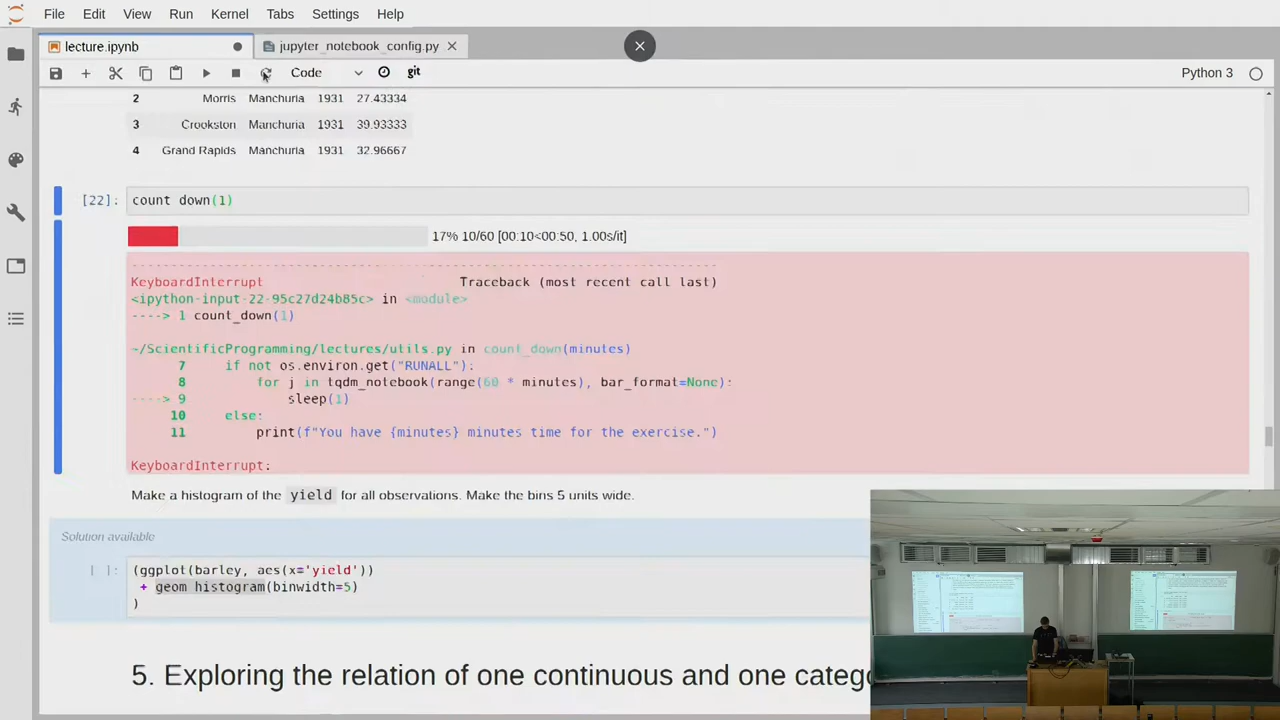 File Edit View Run Kernel Tabs Settings Help
lecture.ipynb jupyter_notebook_config.py
Code git Python 3
2 Morris Manchuria 1931 27.43334
3 Crookston Manchuria 1931 39.93333
4 Grand Rapids Manchuria 1931 32.96667
[22]: count_down(1)
17% 10/60 [00:10<00:50, 1.00s/it]
---------------------------------------------------------------------------
KeyboardInterrupt Traceback (most recent call last)
<ipython-input-22-95c27d24b85c> in <module>
----> 1 count_down(1)
~/ScientificProgramming/lectures/utils.py in count_down(minutes)
7 if not os.environ.get("RUNALL"):
8 for j in tqdm_notebook(range(60 * minutes), bar_format=None):
----> 9 sleep(1)
10 else:
11 print(f"You have {minutes} minutes time for the exercise.")
KeyboardInterrupt:
Make a histogram of the yield for all observations. Make the bins 5 units wide.
Solution available
[ ]: (ggplot(barley, aes(x='yield'))
+ geom_histogram(binwidth=5)
)
5. Exploring the relation of one continuous and one catego